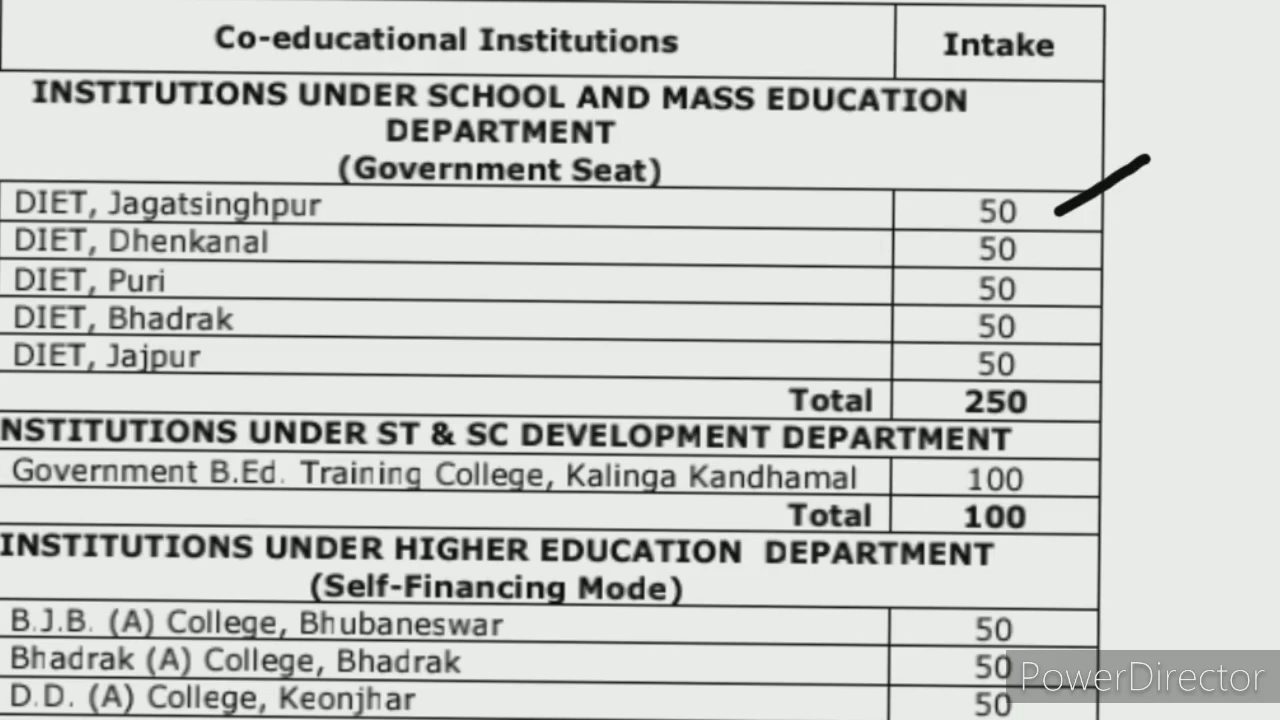 Co-educational Institutions Intake
INSTITUTIONS UNDER SCHOOL AND MASS EDUCATION
DEPARTMENT
(Government Seat)
DIET, Jagatsinghpur 50
DIET, Dhenkanal 50
DIET, Puri 50
DIET, Bhadrak 50
DIET, Jajpur 50
Total 250
NSTITUTIONS UNDER ST & SC DEVELOPMENT DEPARTMENT
Government B.Ed. Training College, Kalinga Kandhamal 100
Total 100
INSTITUTIONS UNDER HIGHER EDUCATION DEPARTMENT
(Self-Financing Mode)
B.J.B. (A) College, Bhubaneswar 50
Bhadrak (A) College, Bhadrak 50
D.D. (A) College, Keonjhar 50
PowerDirector